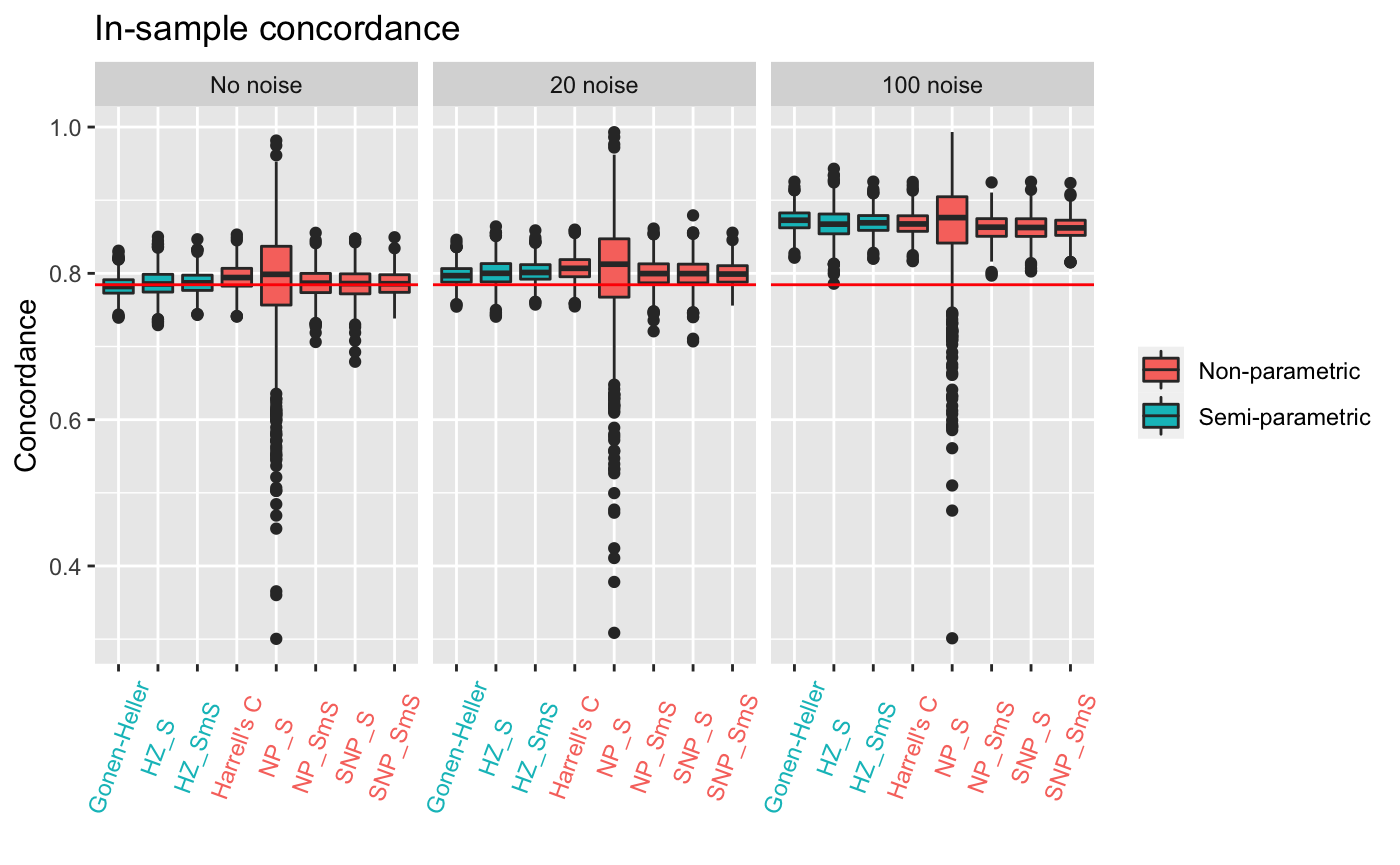 In-sample concordance
No noise
20 noise
100 noise
Concordance
1.0
0.8
0.6
0.4
Gonen-Heller
HZ_S
HZ_SmS
Harrell's C
NP_S
NP_SmS
SNP_S
SNP_SmS
Gonen-Heller
HZ_S
HZ_SmS
Harrell's C
NP_S
NP_SmS
SNP_S
SNP_SmS
Gonen-Heller
HZ_S
HZ_SmS
Harrell's C
NP_S
NP_SmS
SNP_S
SNP_SmS
Non-parametric
Semi-parametric